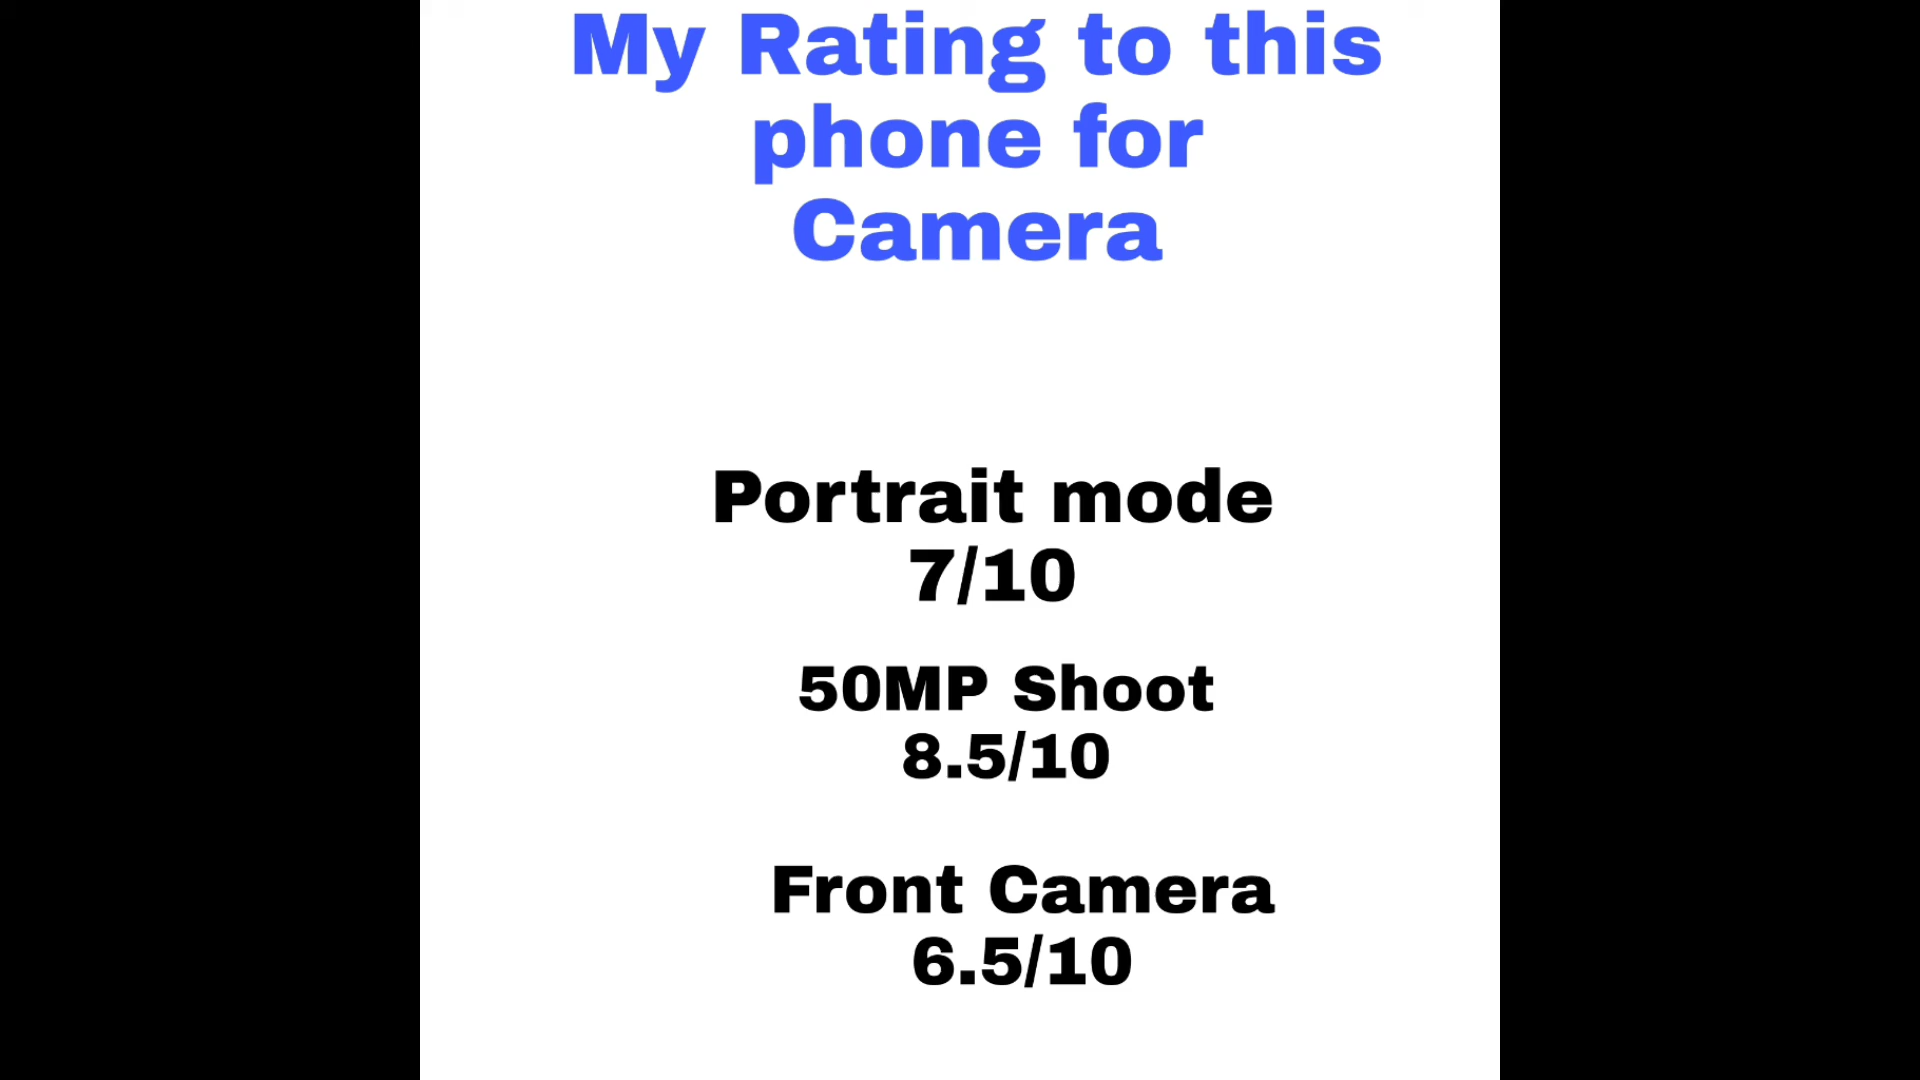 My Rating to this
phone for
Camera
Portrait mode
7/10
50MP Shoot
8.5/10
Front Camera
6.5/10